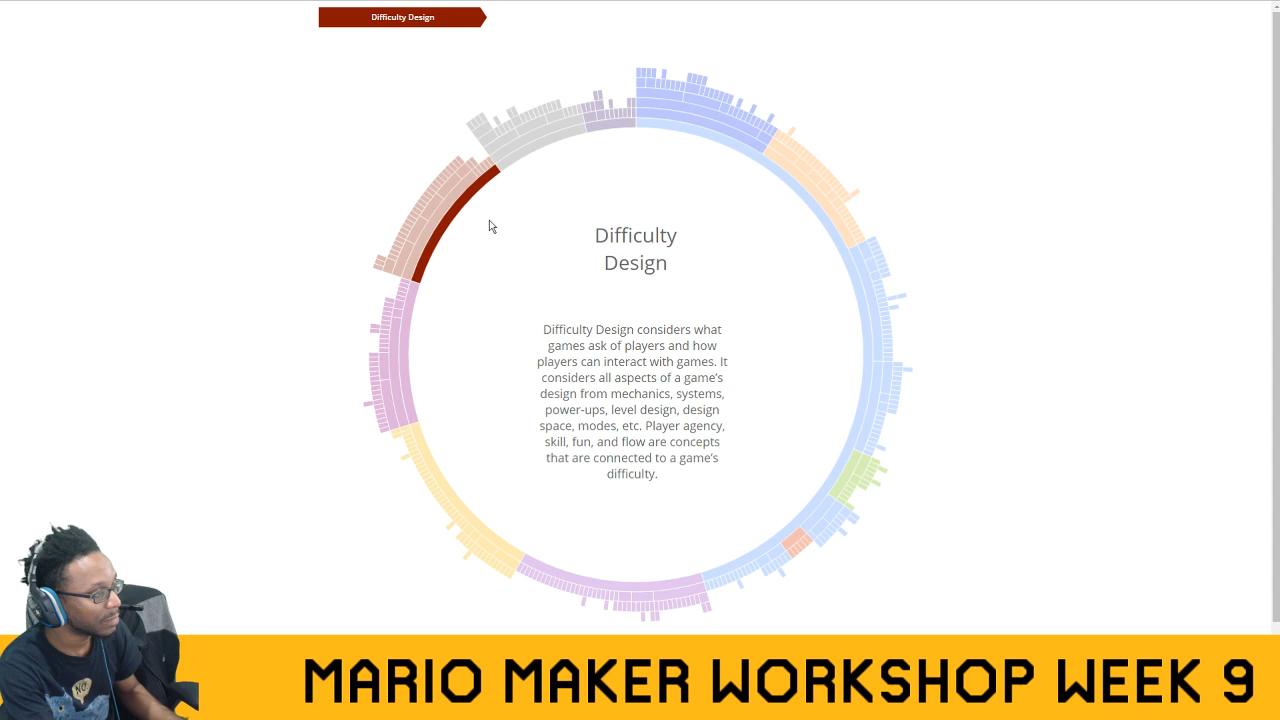 Difficulty Design
Difficulty
Design
Difficulty Design considers what
games ask of players and how
players can interact with games. It
considers all aspects of a game's
design from mechanics, systems,
power-ups, level design, design
space, modes, etc. Player agency,
skill, fun, and flow are concepts
that are connected to a game's
difficulty.
NO
MARIO MAKER WORKSHOP WEEK 9